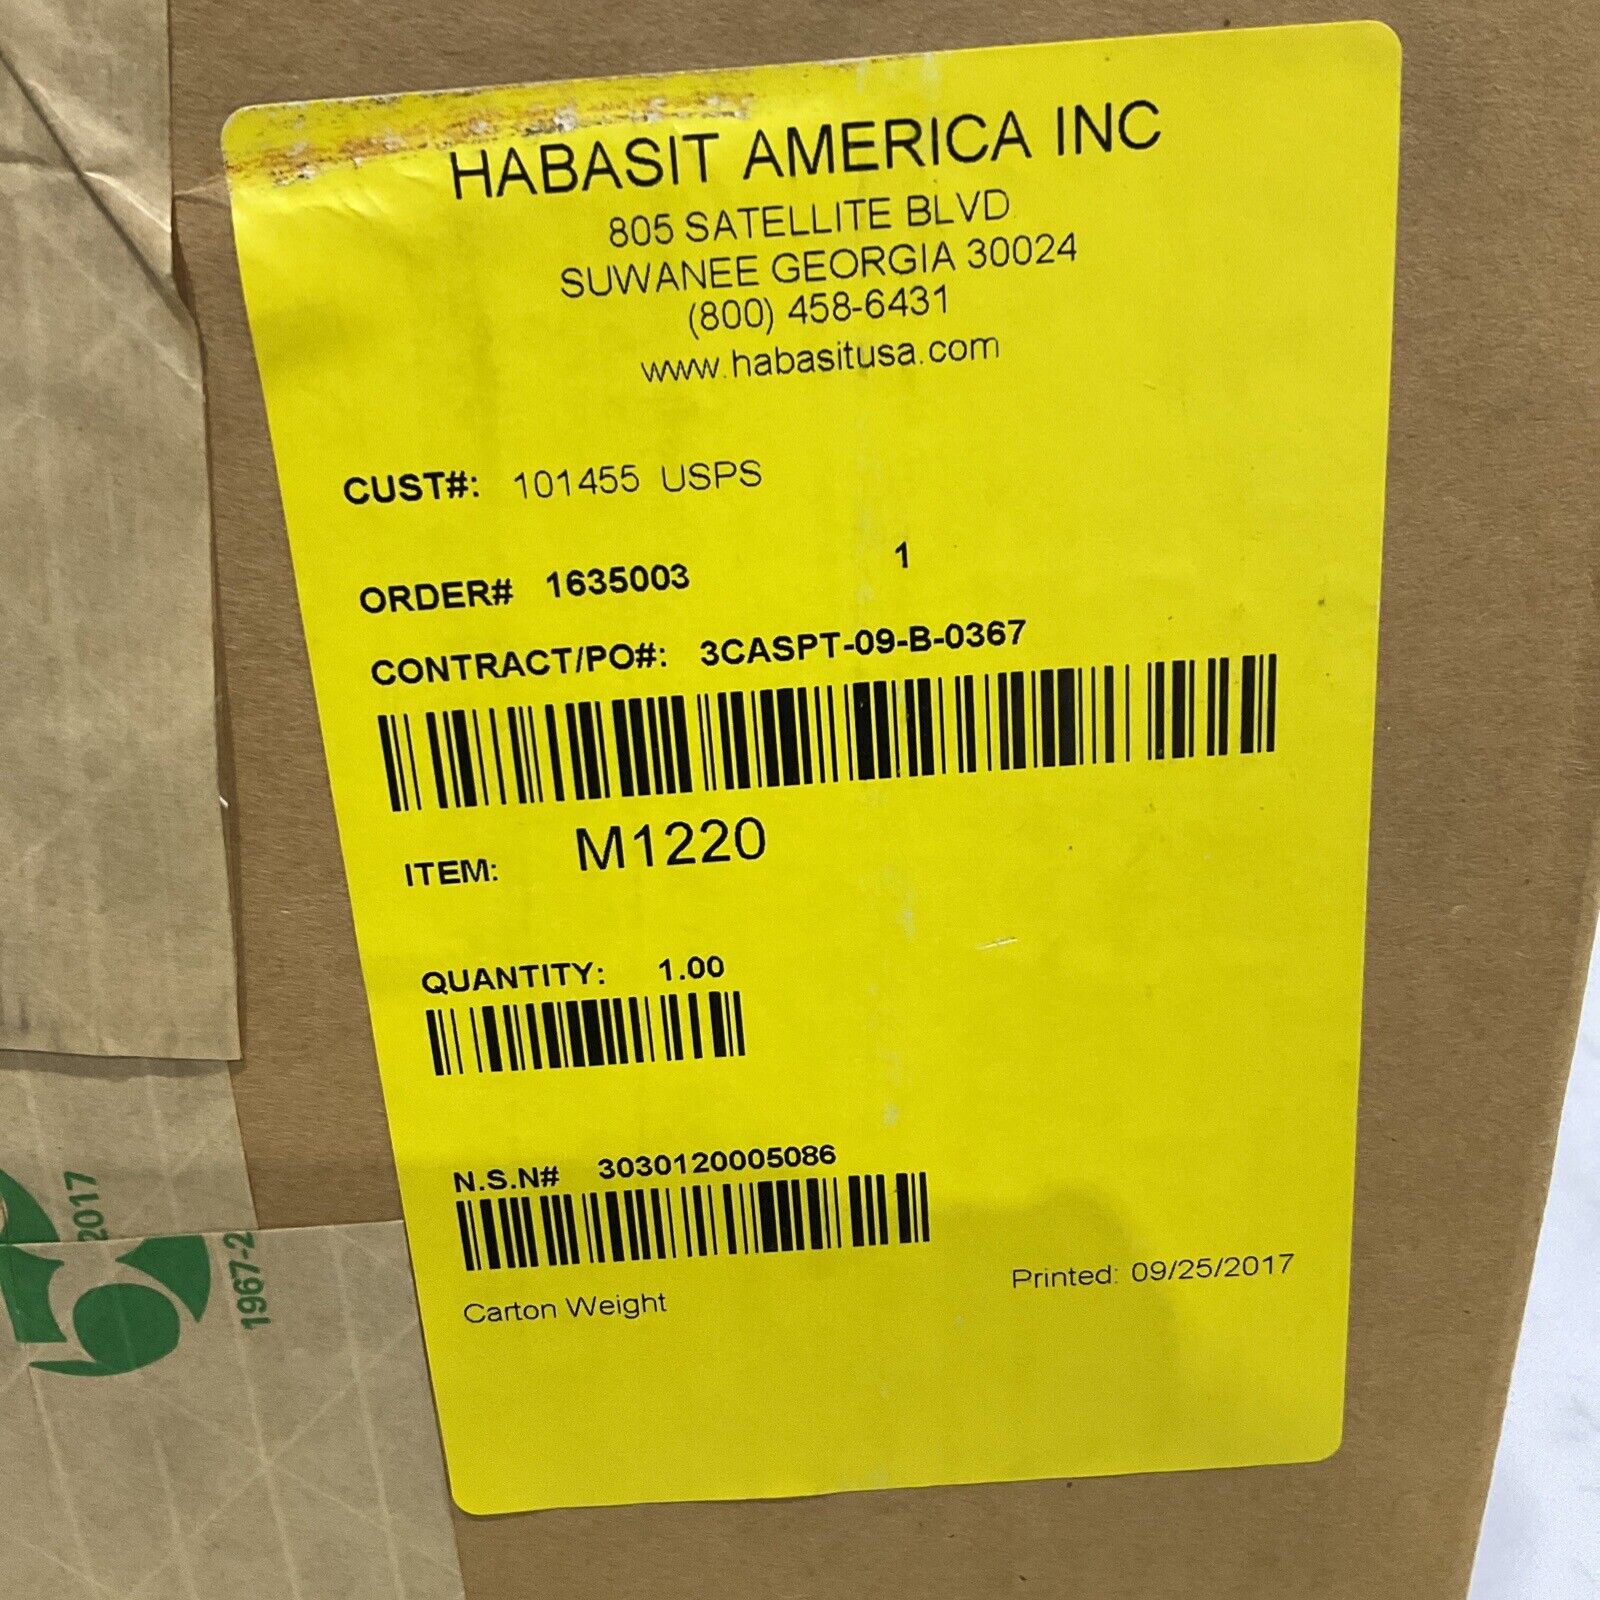 HABASIT AMERICA INC
805 SATELLITE BLVD
SUWANEE GEORGIA 30024
(800) 458-6431
www.habasitusa.com
CUST#: 101455 USPS
ORDER# 1635003 1
CONTRACT/PO#: 3CASPT-09-B-0367
ITEM: M1220
QUANTITY: 1.00
N.S.N# 3030120005086
Carton Weight
Printed: 09/25/2017
2017
1967-2